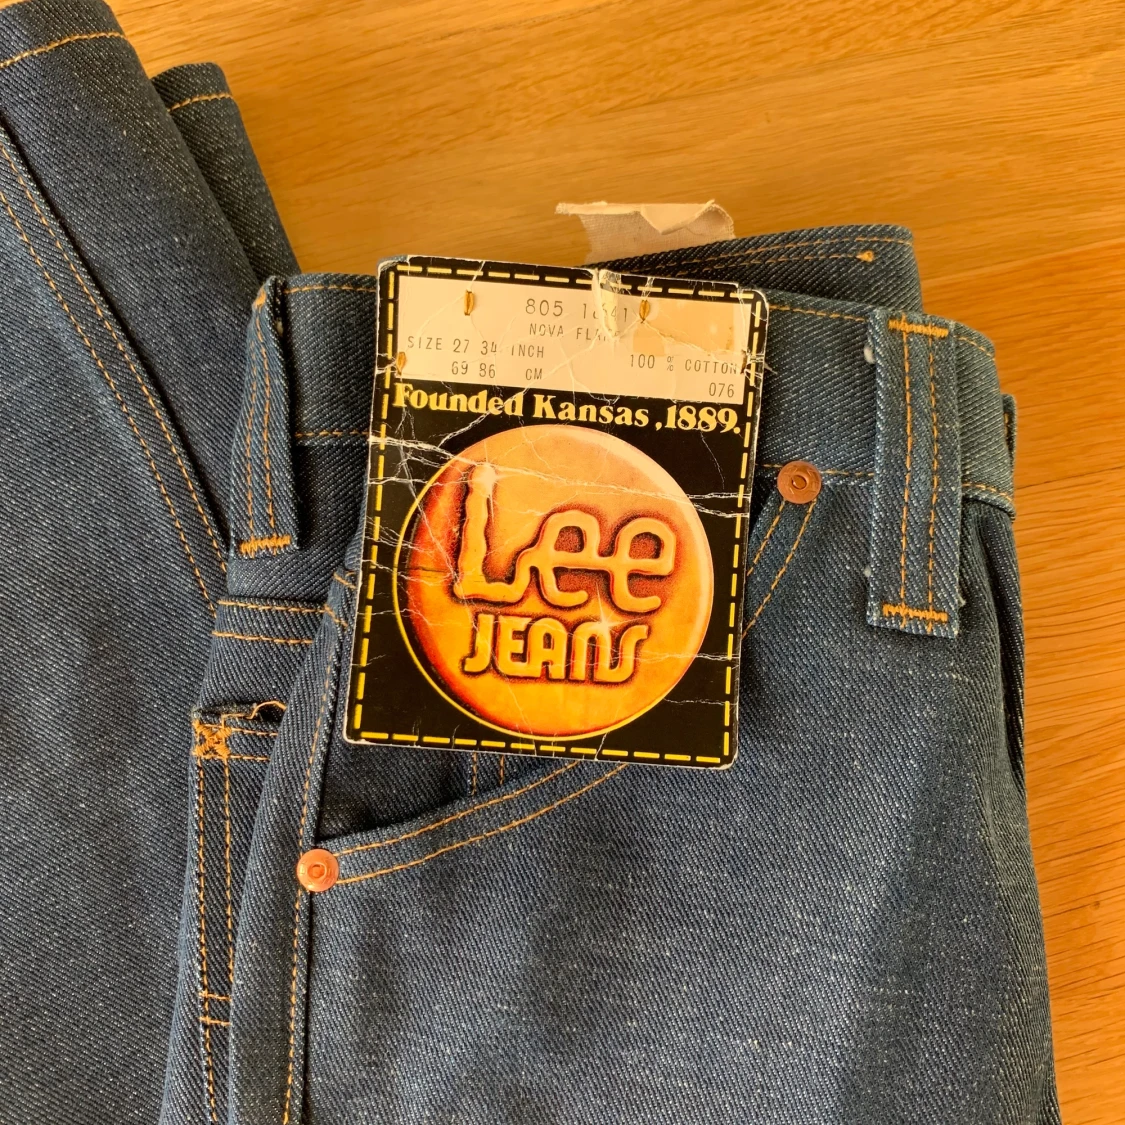 805
NOVA
SIZE 27 34 INCH
100 % COTTON
69 86 CM
076
Founded Kansas, 1889.
Lee
JEANS